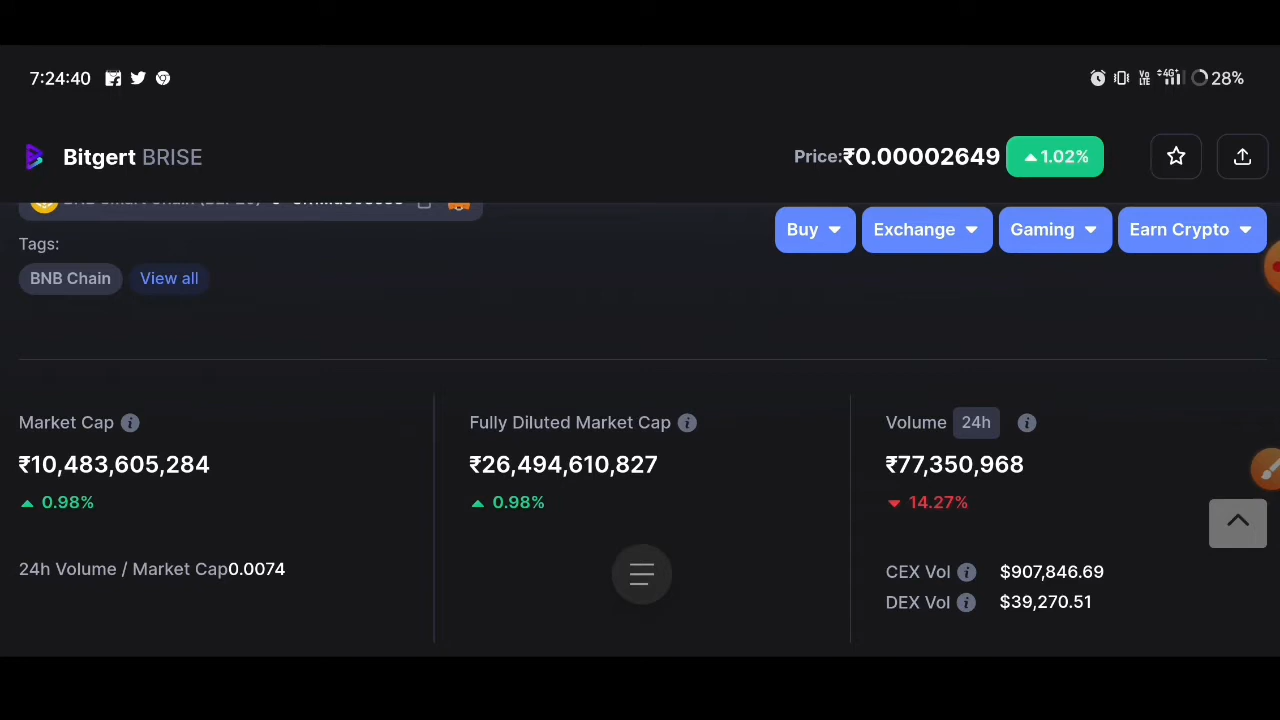 7:24:40 28%
Bitgert BRISE
Price:₹0.00002649 1.02%
Tags:
BNB Chain View all
Buy Exchange Gaming Earn Crypto
Market Cap
₹10,483,605,284
0.98%
24h Volume / Market Cap0.0074
Fully Diluted Market Cap
₹26,494,610,827
0.98%
Volume 24h
₹77,350,968
14.27%
CEX Vol $907,846.69
DEX Vol $39,270.51